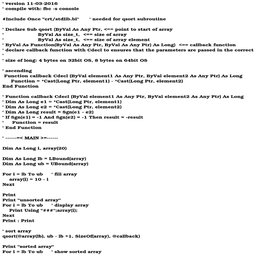 ' version 11-03-2016
' compile with: fbc -s console

#Include Once "crt/stdlib.bi"     ' needed for qsort subroutine

' Declare Sub qsort (ByVal As Any Ptr, <== point to start of array
'               ByVal As size_t, <== size of array
'               ByVal As size_t, <== size of array element
' ByVal As Function(ByVal As Any Ptr, ByVal As Any Ptr) As Long)  <== callback function
' declare callback function with Cdecl to ensures that the parameters are passed in the correct

' size of long: 4 bytes on 32bit OS, 8 bytes on 64bit OS

' ascending
Function callback Cdecl (ByVal element1 As Any Ptr, ByVal element2 As Any Ptr) As Long
    Function = *Cast(Long Ptr, element1) - *Cast(Long Ptr, element2)
End Function

' Function callback Cdecl (ByVal element1 As Any Ptr, ByVal element2 As Any Ptr) As Long
'  Dim As Long e1 = *Cast(Long Ptr, element1)
'  Dim As Long e2 = *Cast(Long Ptr, element2)
'  Dim As Long result = Sgn(e1 - e2)
'  If Sgn(e1) = -1 And Sgn(e2) = -1 Then result = -result
'     Function = result
' End Function

' ------=< MAIN >=------

Dim As Long i, array(20)

Dim As Long lb = LBound(array)
Dim As Long ub = UBound(array)

For i = lb To ub    ' fill array
   array(i) = 10 - i
Next

Print
Print "unsorted array"
For i = lb To ub    ' display array
   Print Using "###";array(i);
Next
Print : Print

' sort array
qsort(@array(lb), ub - lb +1, SizeOf(array), @callback)

Print "sorted array"
For i = lb To ub    ' show sorted array